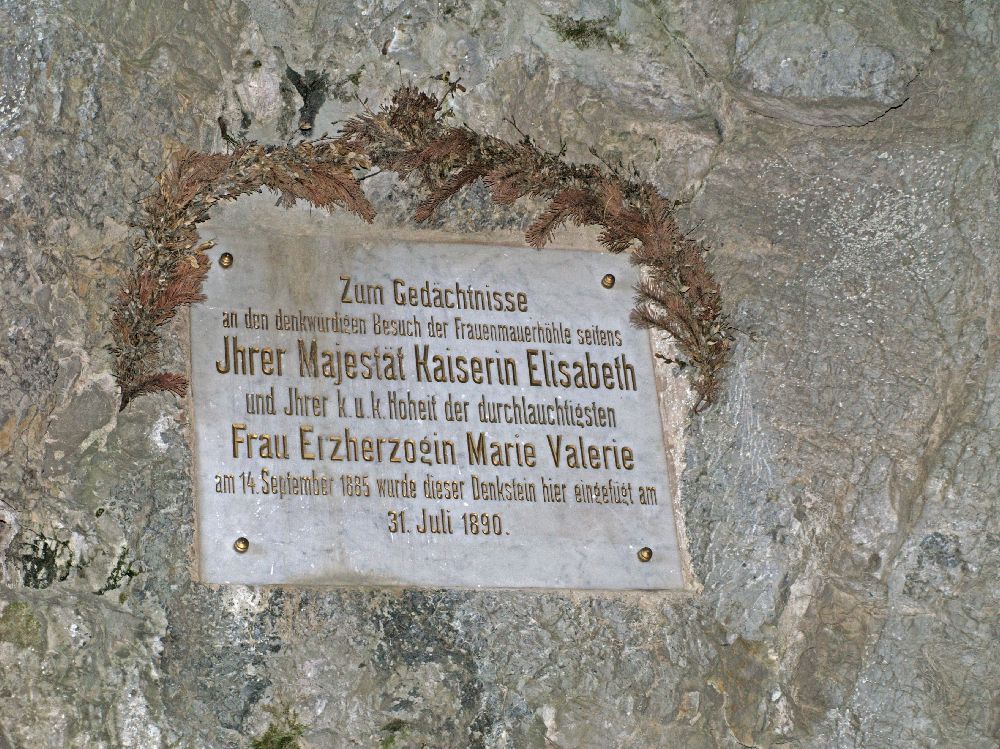 Zum Gedächtnisse
an den denkwürdigen Besuch der Frauenmauerhöhle seitens
Jhrer Majestät Kaiserin Elisabeth
und Jhrer k. u. k. Hoheit der durchlauchtigsten
Frau Erzherzogin Marie Valerie
am 14. September 1885 wurde dieser Denkstein hier eingefügt am
31. Juli 1890.